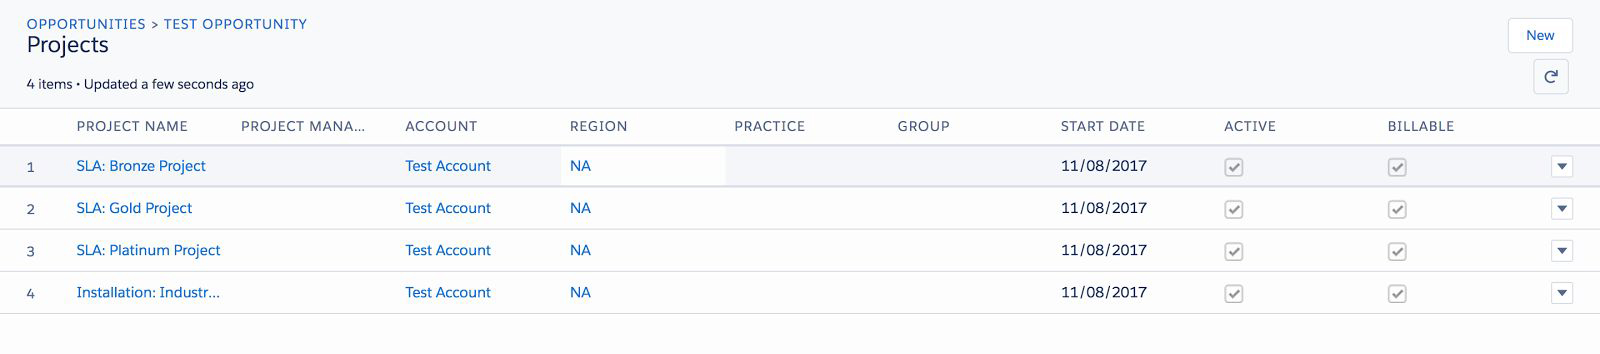 OPPORTUNITIES > TEST OPPORTUNITY
Projects
New
4 items • Updated a few seconds ago
PROJECT NAME PROJECT MANA... ACCOUNT REGION PRACTICE GROUP START DATE ACTIVE BILLABLE
1 SLA: Bronze Project Test Account NA 11/08/2017
2 SLA: Gold Project Test Account NA 11/08/2017
3 SLA: Platinum Project Test Account NA 11/08/2017
4 Installation: Industr... Test Account NA 11/08/2017